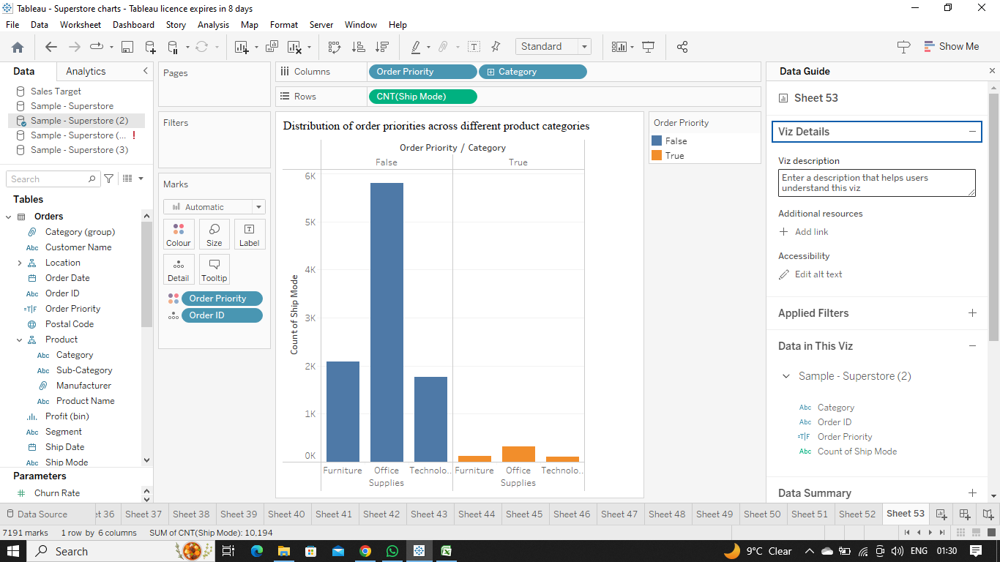 Tableau - Superstore charts - Tableau licence expires in 8 days
File Data Worksheet Dashboard Story Analysis Map Format Server Window Help
Standard
Show Me
Data Analytics
Sales Target
Sample - Superstore
Sample - Superstore (2)
Sample - Superstore (... !
Sample - Superstore (3)
Search
Tables
Orders
Category (group)
Abc Customer Name
Location
Order Date
Abc Order ID
=T|F Order Priority
Postal Code
Product
Abc Category
Abc Sub-Category
Manufacturer
Abc Product Name
Profit (bin)
Abc Segment
Ship Date
Abc Ship Mode
Parameters
# Churn Rate
Pages
Filters
Marks
Automatic
Colour Size Label
Detail Tooltip
Order Priority
Order ID
Columns Order Priority Category
Rows CNT(Ship Mode)
Distribution of order priorities across different product categories
Order Priority / Category
False True
6K
5K
4K
3K
2K
1K
0K
Count of Ship Mode
Furniture Office Technolo.. Furniture Office Technolo..
Supplies Supplies
Order Priority
False
True
Data Guide
Sheet 53
Viz Details
Viz description
Enter a description that helps users
understand this viz
Additional resources
Add link
Accessibility
Edit alt text
Applied Filters
Data in This Viz
Sample - Superstore (2)
Abc Category
Abc Order ID
=T|F Order Priority
Abc Count of Ship Mode
Data Summary
Data Source et 36 Sheet 37 Sheet 38 Sheet 39 Sheet 40 Sheet 41 Sheet 42 Sheet 43 Sheet 44 Sheet 45 Sheet 46 Sheet 47 Sheet 48 Sheet 49 Sheet 50 Sheet 51 Sheet 52 Sheet 53
7191 marks 1 row by 6 columns SUM of CNT(Ship Mode): 10,194
Search
9°C Clear ENG 01:30